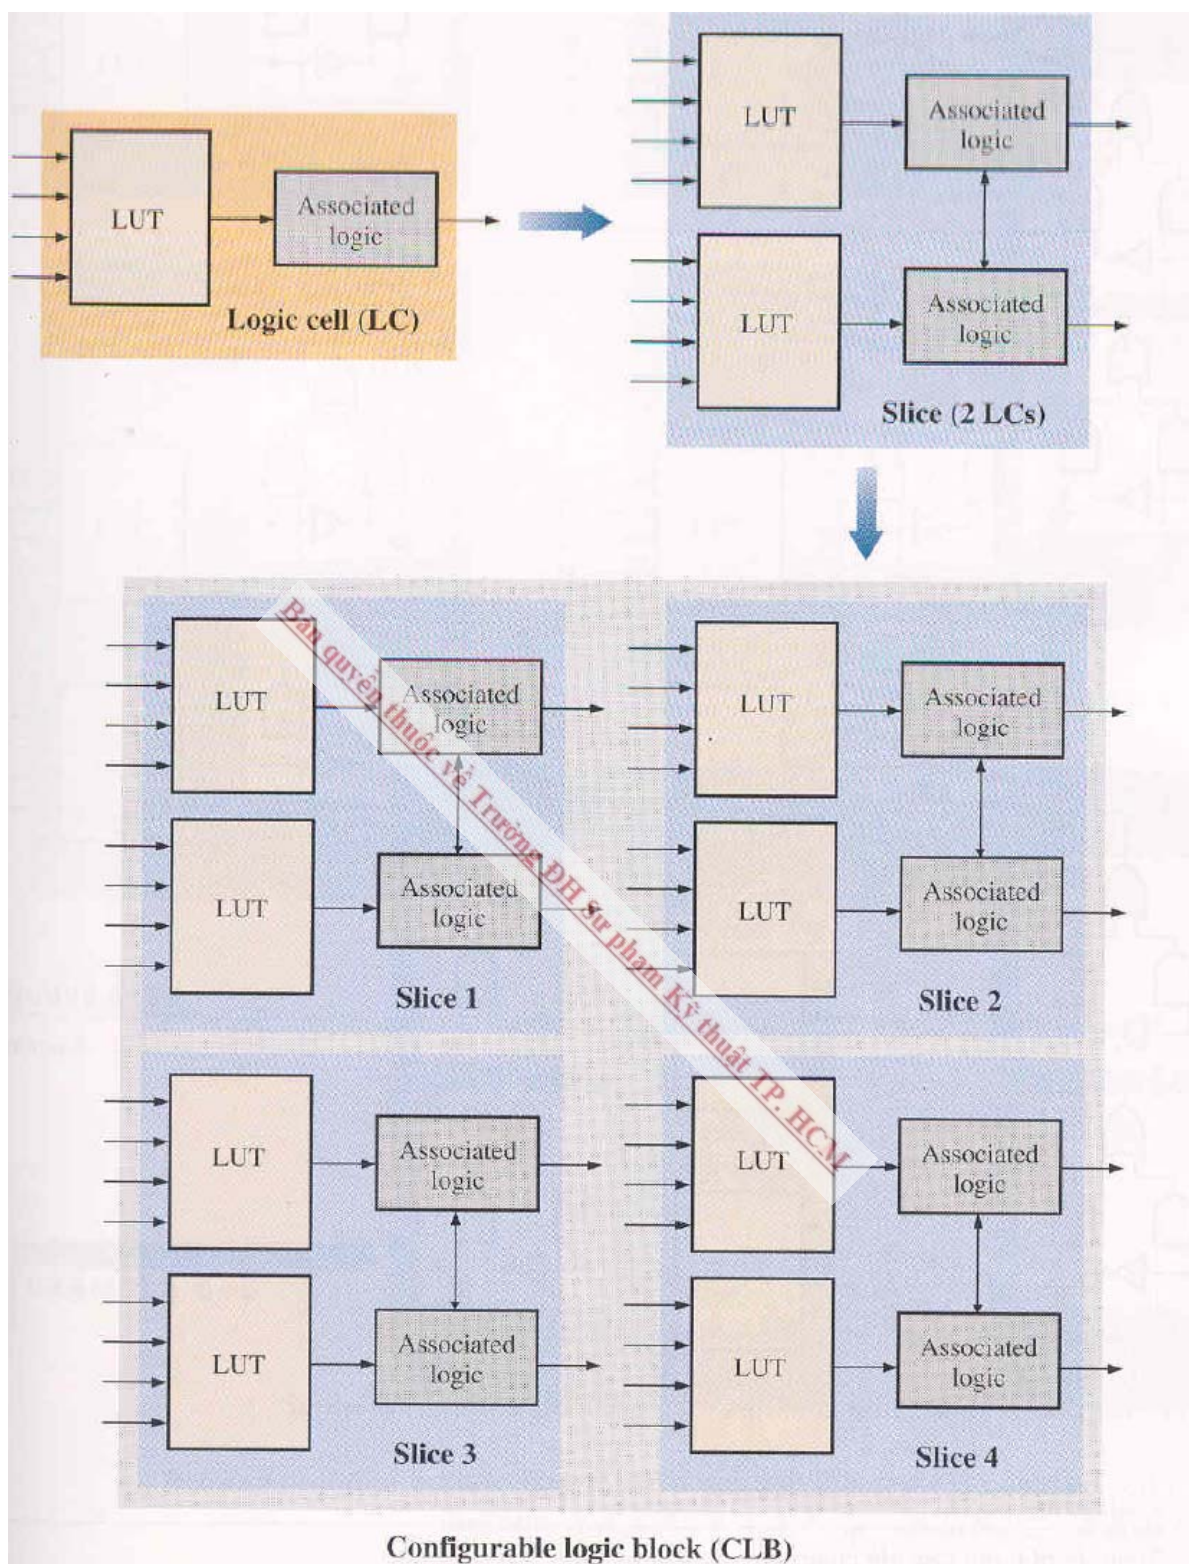 LUT
Associated
logic
Logic cell (LC)
LUT
Associated
logic
LUT
Associated
logic
Slice (2 LCs)
LUT
Associated
logic
LUT
Associated
logic
Slice 1
LUT
Associated
logic
LUT
Associated
logic
Slice 2
Bản quyền thuộc về Trường ĐH Sư phạm Kỹ thuật TP. HCM
LUT
Associated
logic
LUT
Associated
logic
Slice 3
LUT
Associated
logic
LUT
Associated
logic
Slice 4
Configurable logic block (CLB)